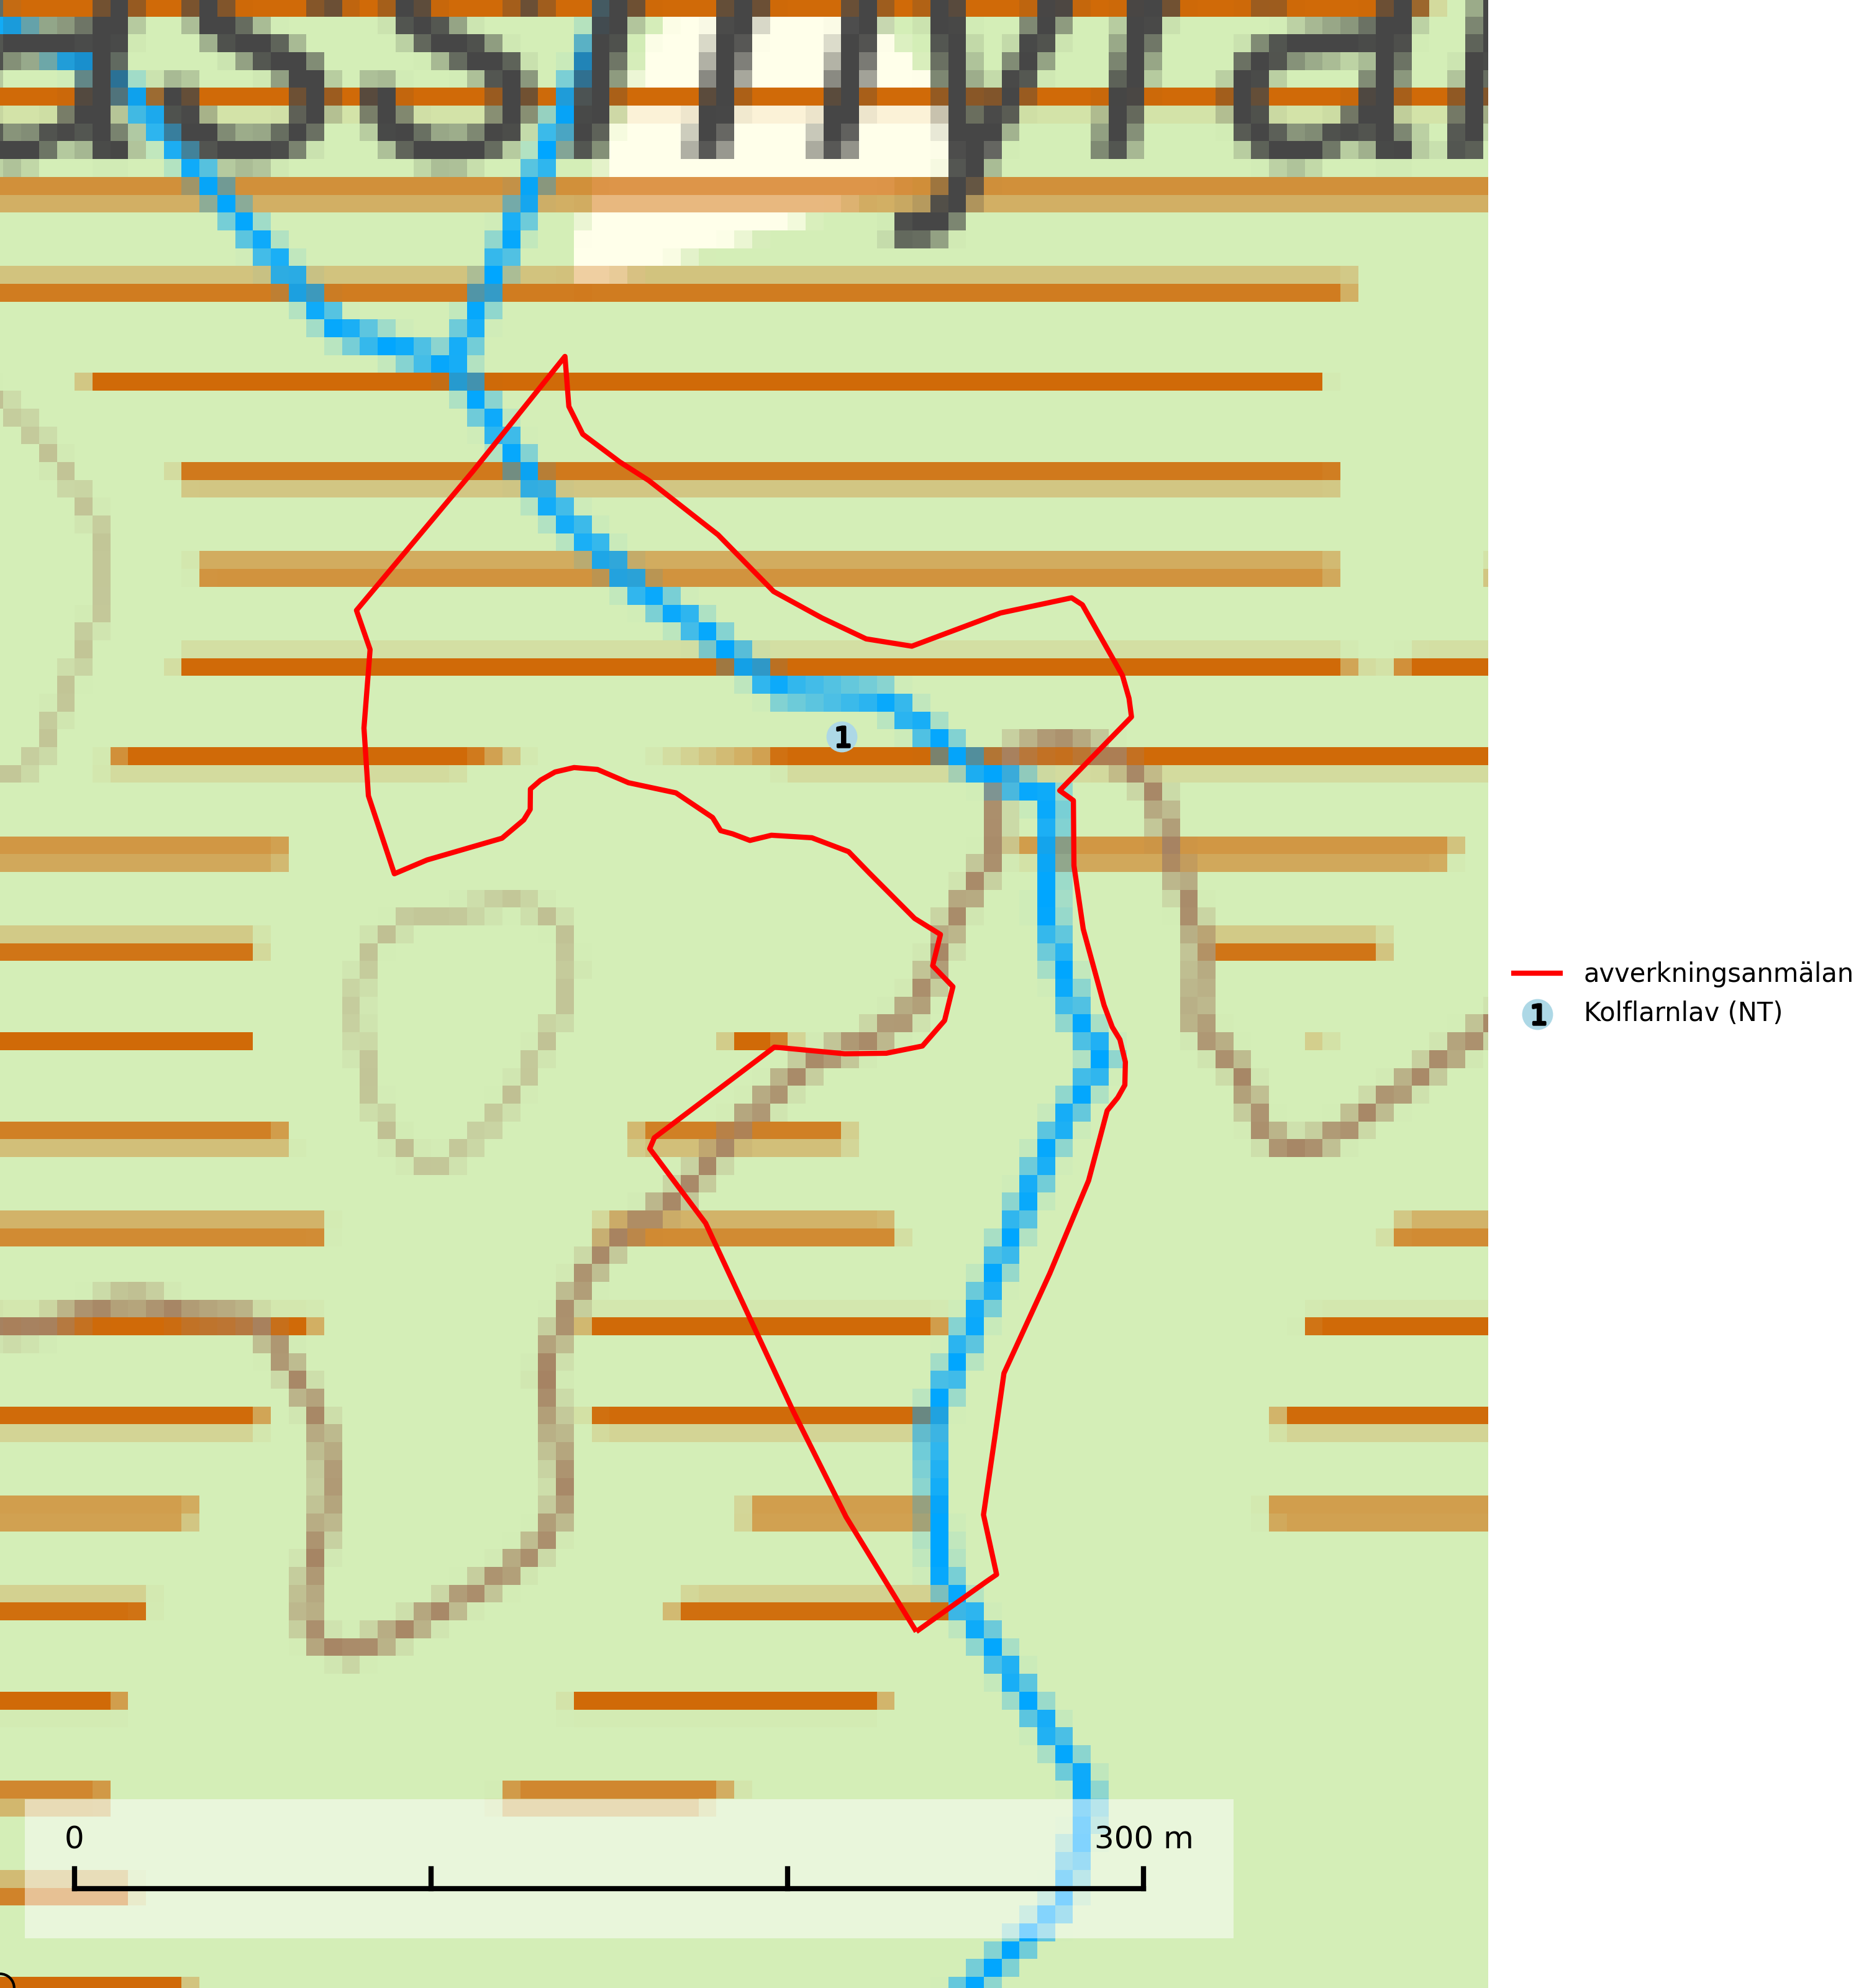 1
avverkningsanmälan
1 Kolflarnlav (NT)
0 300 m